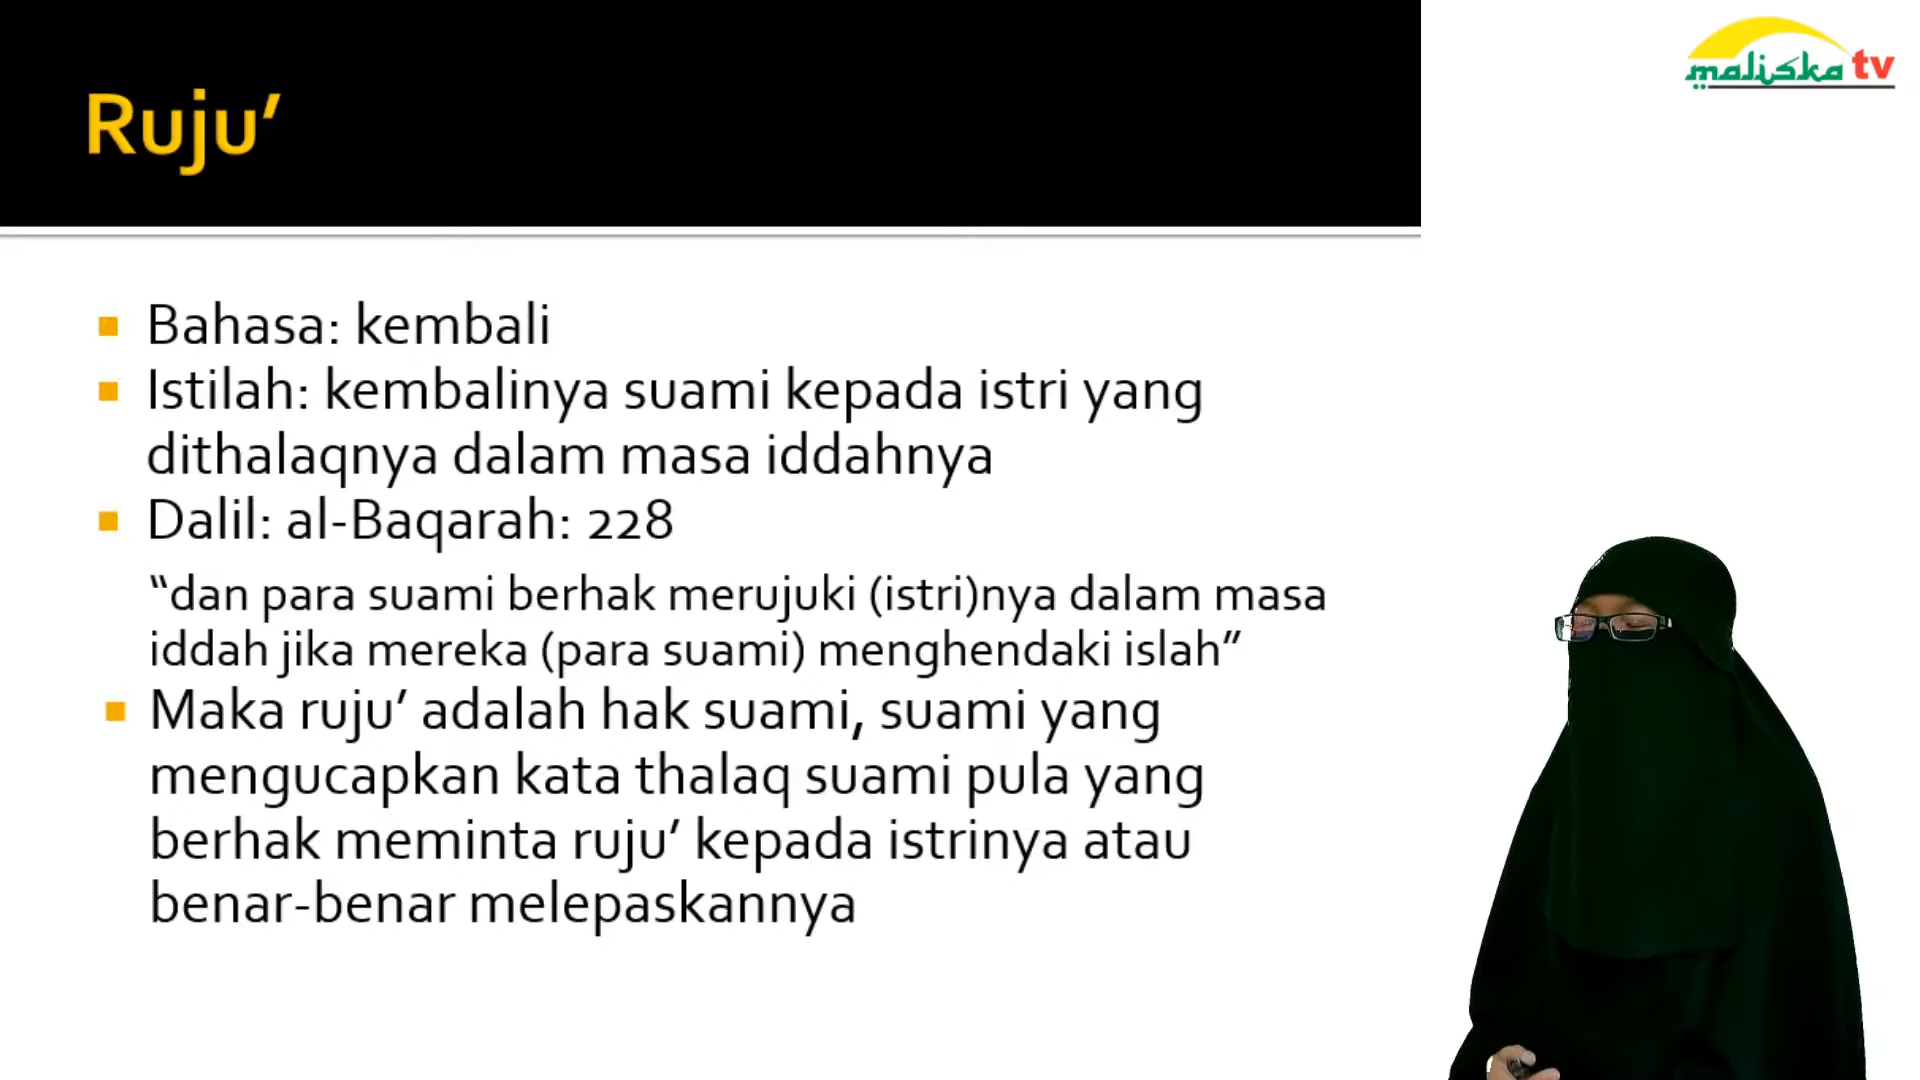 Ruju’
maliska tv
Bahasa: kembali
Istilah: kembalinya suami kepada istri yang
dithalaqnya dalam masa iddahnya
Dalil: al-Baqarah: 228
“dan para suami berhak merujuki (istri)nya dalam masa
iddah jika mereka (para suami) menghendaki islah”
Maka ruju’ adalah hak suami, suami yang
mengucapkan kata thalaq suami pula yang
berhak meminta ruju’ kepada istrinya atau
benar-benar melepaskannya